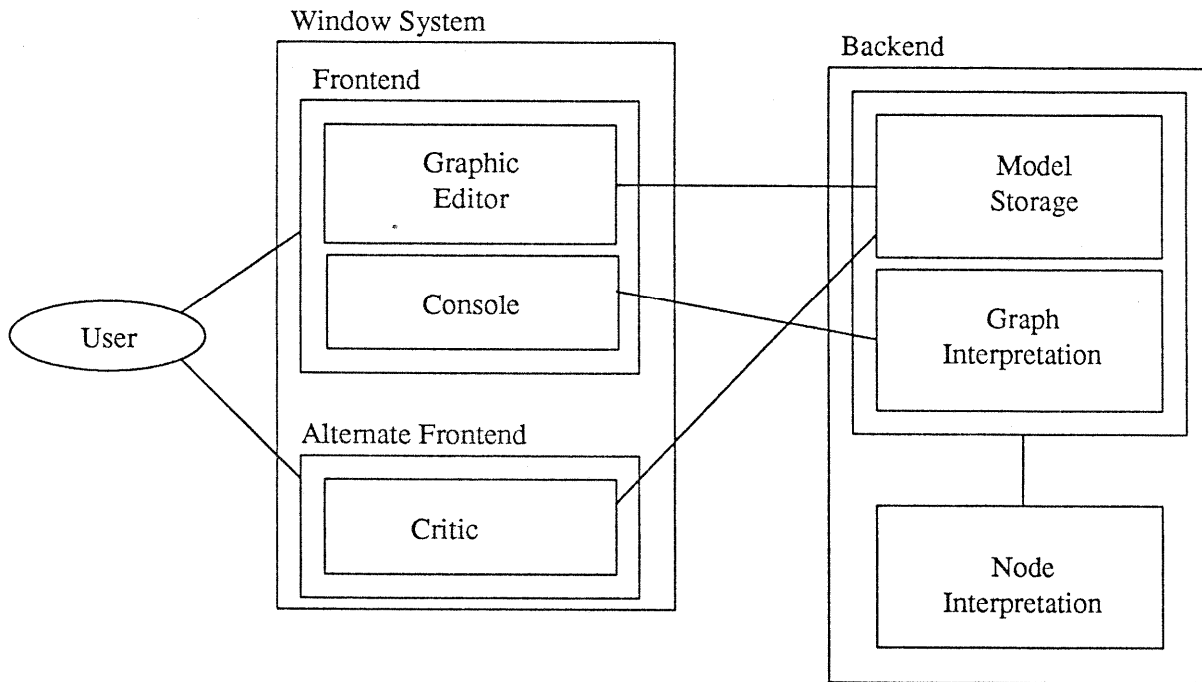 Window System
Backend
Frontend
Graphic
Editor
Model
Storage
Console
Graph
Interpretation
User
Alternate Frontend
Critic
Node
Interpretation